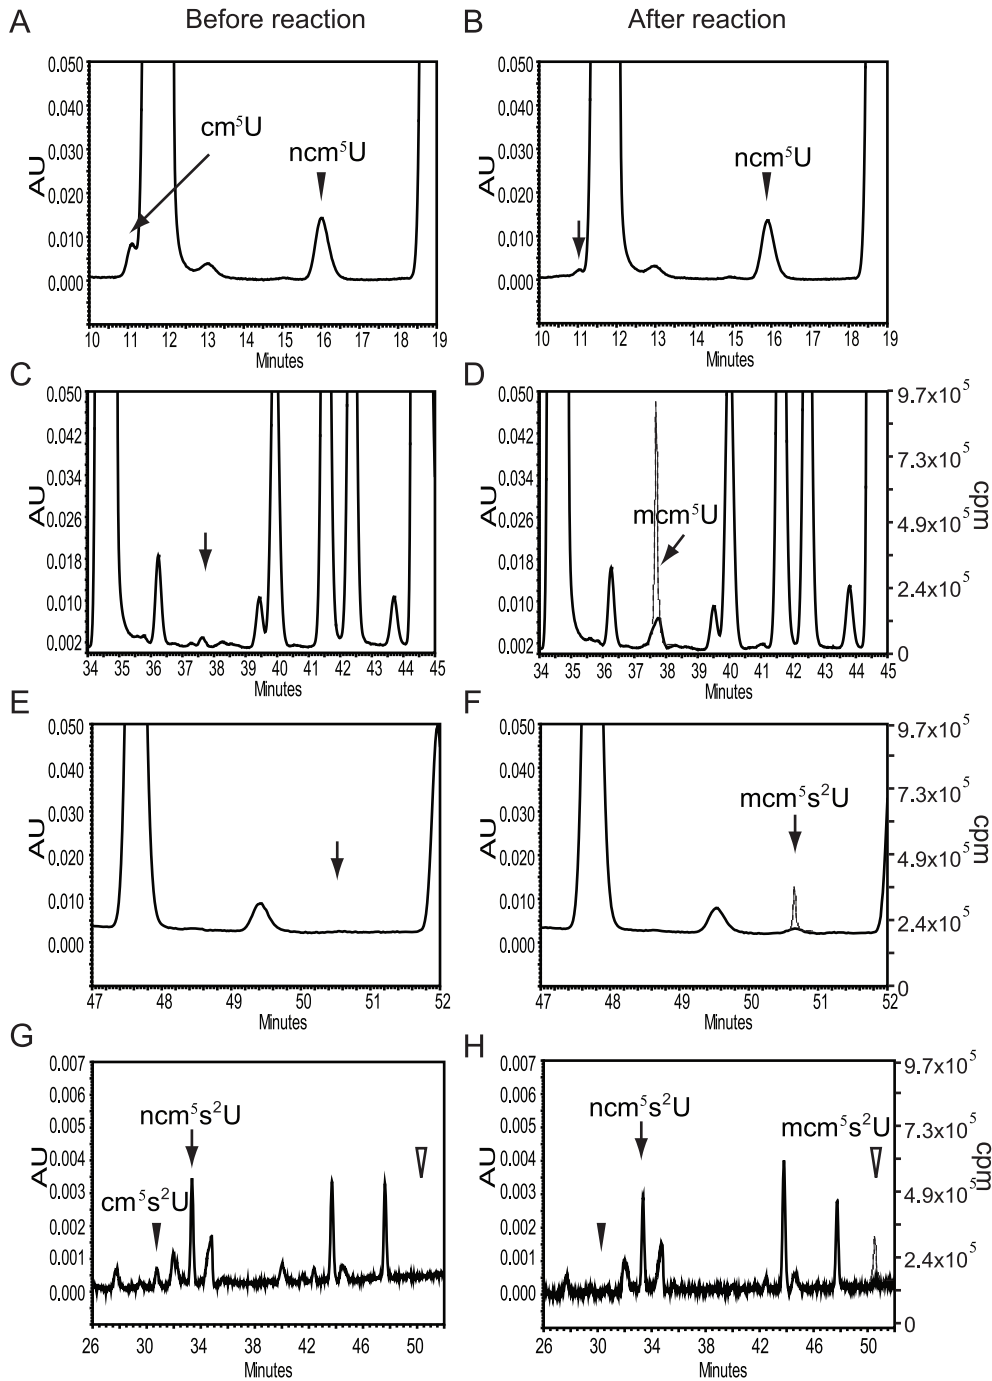 A
Before reaction
B
After reaction
0.050
0.040
0.030
0.020
0.010
0.000
AU
cm⁵U
ncm⁵U
10 11 12 13 14 15 16 17 18 19
Minutes
0.050
0.040
0.030
0.020
0.010
0.000
AU
ncm⁵U
10 11 12 13 14 15 16 17 18 19
Minutes
C
0.050
0.042
0.034
0.026
0.018
0.010
0.002
AU
34 35 36 37 38 39 40 41 42 43 44 45
Minutes
D
0.050
0.042
0.034
0.026
0.018
0.010
0.002
AU
mcm⁵U
9.7x10⁵
7.3x10⁵
4.9x10⁵
2.4x10⁵
0
cpm
34 35 36 37 38 39 40 41 42 43 44 45
Minutes
E
0.050
0.040
0.030
0.020
0.010
0.000
AU
47 48 49 50 51 52
Minutes
F
0.050
0.040
0.030
0.020
0.010
0.000
AU
mcm⁵s²U
9.7x10⁵
7.3x10⁵
4.9x10⁵
2.4x10⁵
0
cpm
47 48 49 50 51 52
Minutes
G
0.007
0.006
0.005
0.004
0.003
0.002
0.001
0.000
AU
ncm⁵s²U
cm⁵s²U
26 30 34 38 42 46 50
Minutes
H
0.007
0.006
0.005
0.004
0.003
0.002
0.001
0.000
AU
ncm⁵s²U
mcm⁵s²U
9.7x10⁵
7.3x10⁵
4.9x10⁵
2.4x10⁵
0
cpm
26 30 34 38 42 46 50
Minutes